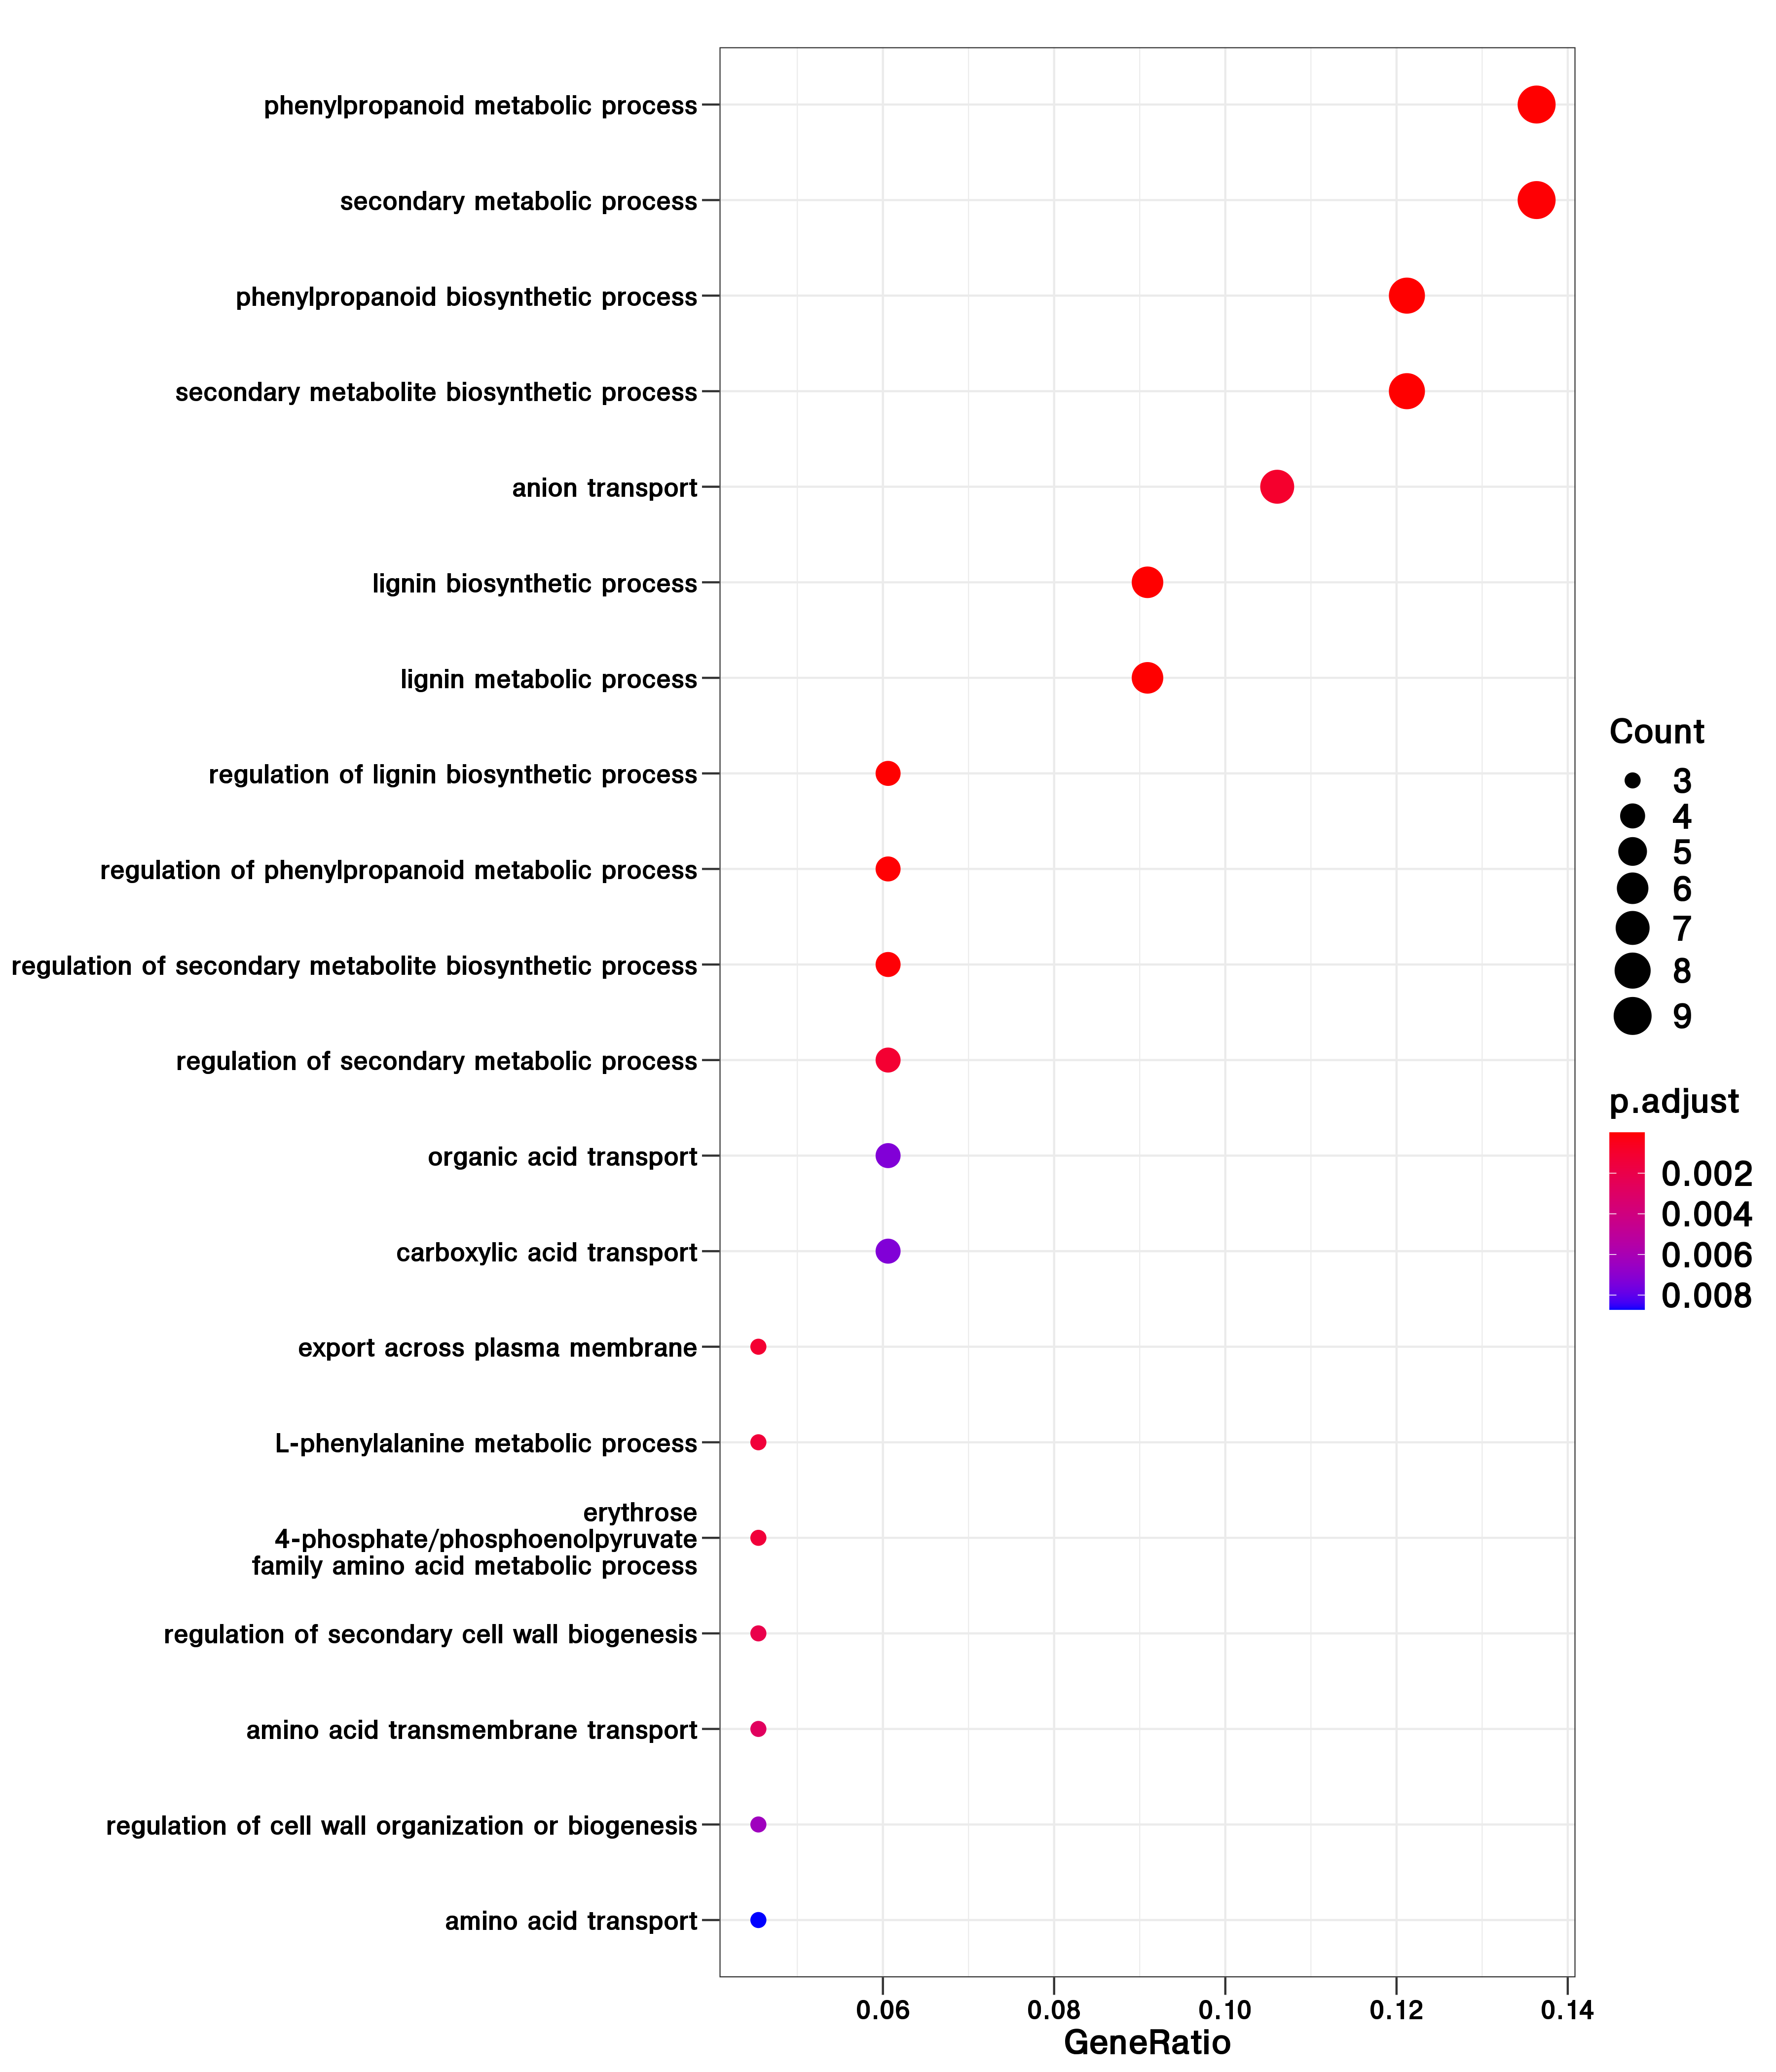 phenylpropanoid metabolic process
secondary metabolic process
phenylpropanoid biosynthetic process
secondary metabolite biosynthetic process
anion transport
lignin biosynthetic process
lignin metabolic process
regulation of lignin biosynthetic process
regulation of phenylpropanoid metabolic process
regulation of secondary metabolite biosynthetic process
regulation of secondary metabolic process
organic acid transport
carboxylic acid transport
export across plasma membrane
L-phenylalanine metabolic process
erythrose
4-phosphate/phosphoenolpyruvate
family amino acid metabolic process
regulation of secondary cell wall biogenesis
amino acid transmembrane transport
regulation of cell wall organization or biogenesis
amino acid transport
0.06 0.08 0.10 0.12 0.14
GeneRatio
Count
3
4
5
6
7
8
9
p.adjust
0.002
0.004
0.006
0.008